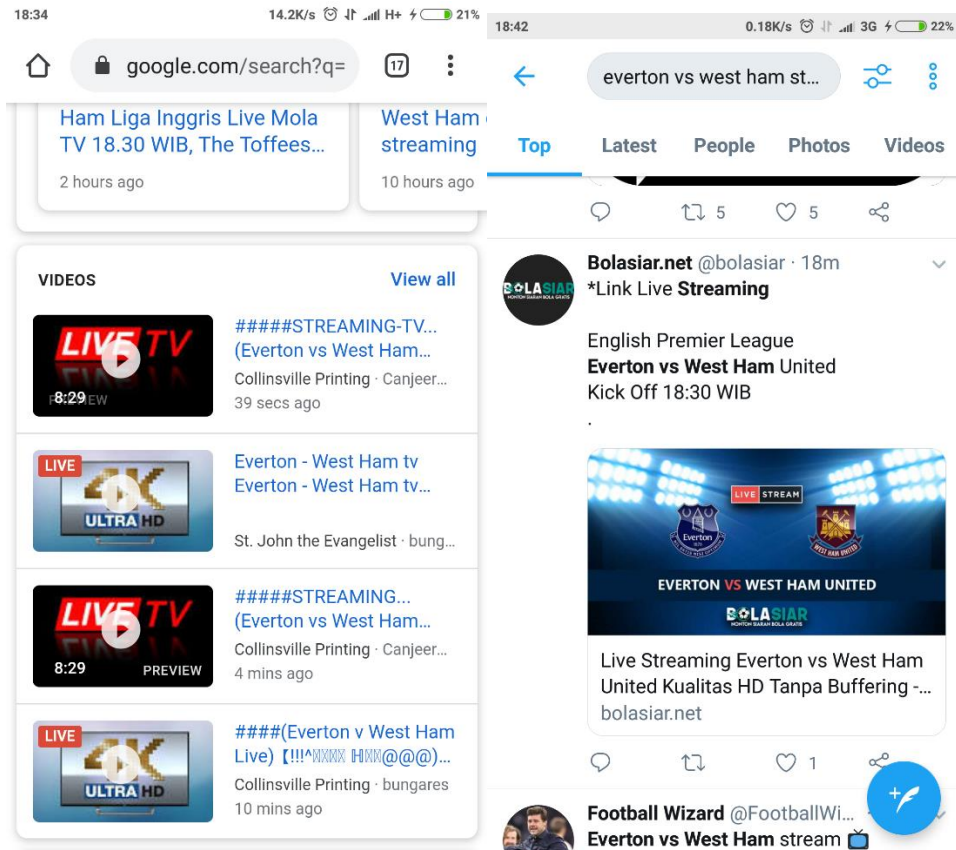 18:34
14.2K/s H+ 21%
google.com/search?q=
17
Ham Liga Inggris Live Mola
TV 18.30 WIB, The Toffees...
2 hours ago
West Ham
streaming
10 hours ago
VIDEOS
View all
LIVE TV
8:29
PREVIEW
#####STREAMING-TV...
(Everton vs West Ham...
Collinsville Printing · Canjeer...
39 secs ago
LIVE
4K
ULTRA HD
Everton - West Ham tv
Everton - West Ham tv...
St. John the Evangelist · bung...
LIVE TV
8:29
PREVIEW
#####STREAMING...
(Everton vs West Ham...
Collinsville Printing · Canjeer...
4 mins ago
LIVE
4K
ULTRA HD
####(Everton v West Ham
Live)【!!!^ @@@)...
Collinsville Printing · bungares
10 mins ago
18:42
0.18K/s 3G 22%
everton vs west ham st...
Top
Latest
People
Photos
Videos
5
5
BOLASIAR
NONTON SIARAN BOLA GRATIS
Bolasiar.net @bolasiar · 18m
*Link Live Streaming
English Premier League
Everton vs West Ham United
Kick Off 18:30 WIB
.
LIVE STREAM
Everton
WEST HAM UNITED
EVERTON VS WEST HAM UNITED
BOLASIAR
NONTON SIARAN BOLA GRATIS
Live Streaming Everton vs West Ham
United Kualitas HD Tanpa Buffering -...
bolasiar.net
1
Football Wizard @FootballWi...
Everton vs West Ham stream